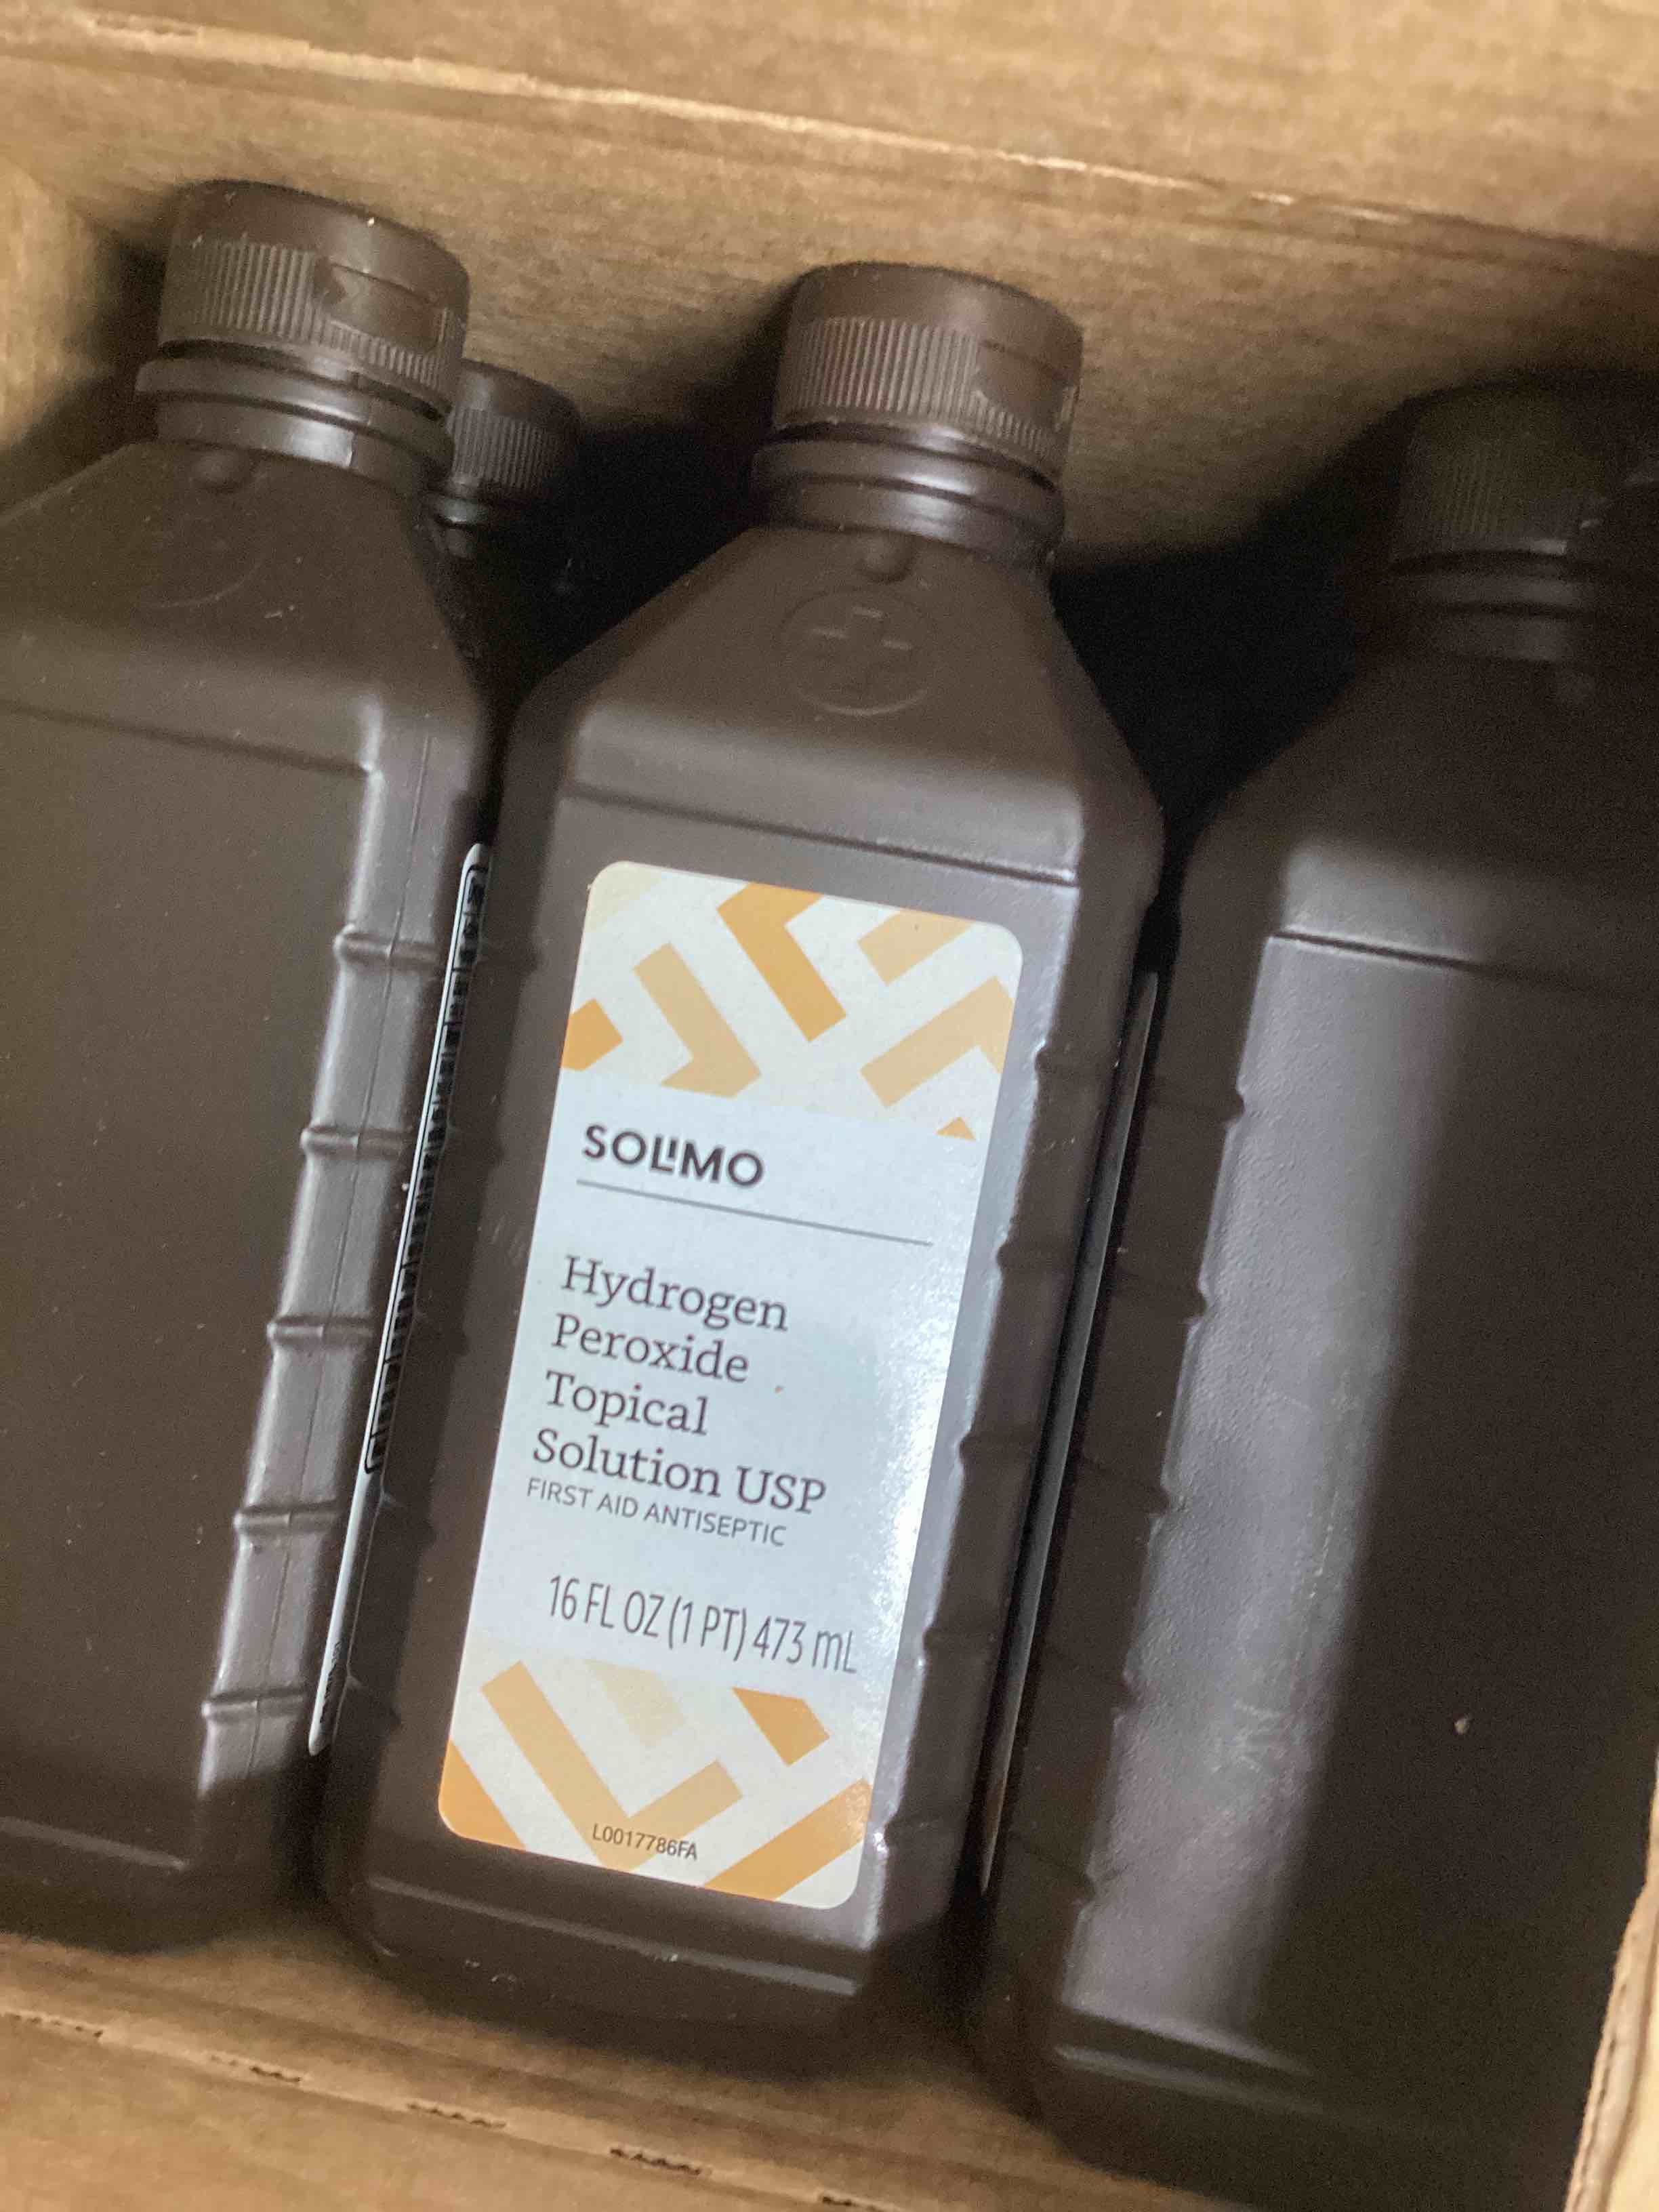 SOLIMO
Hydrogen
Peroxide
Topical
Solution USP
FIRST AID ANTISEPTIC
16 FL OZ (1 PT) 473 mL
L0017786FA